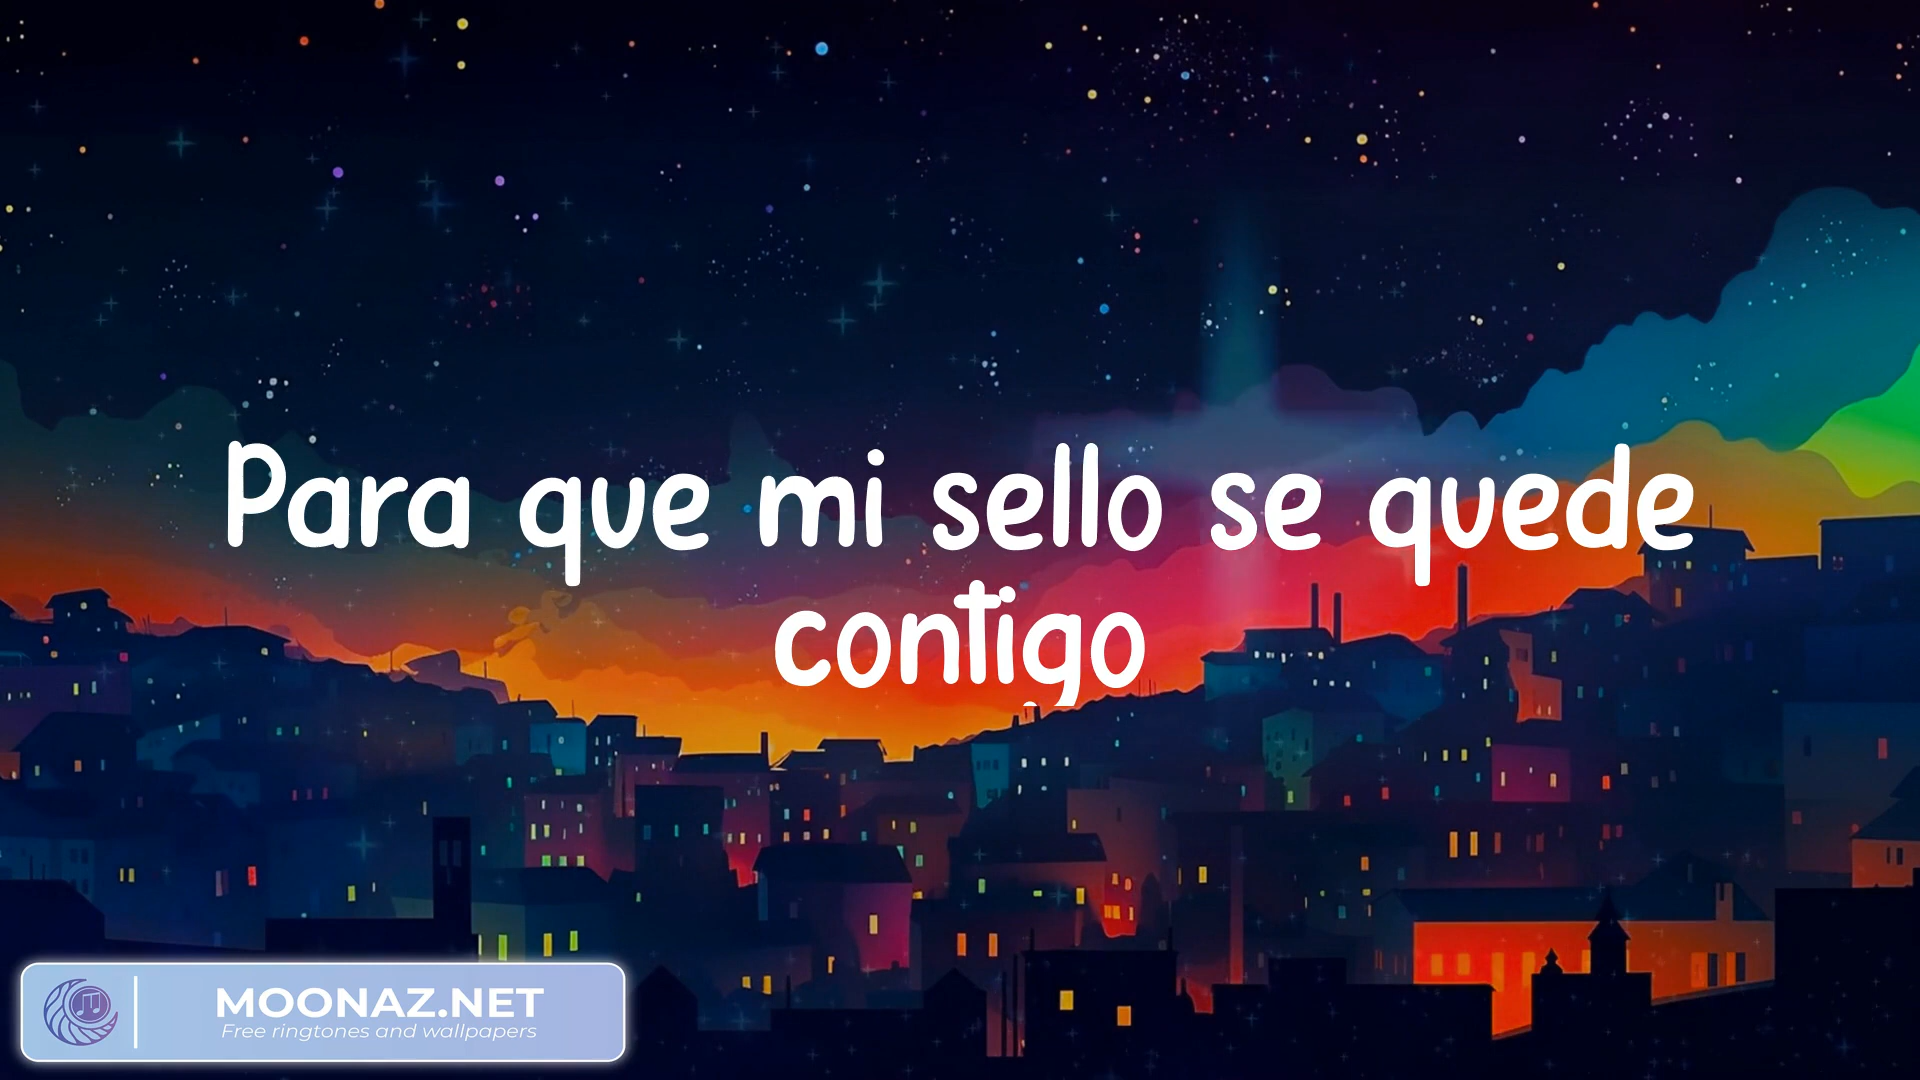 Para que mi sello se quede
contigo
MOONAZ.NET
Free ringtones and wallpapers